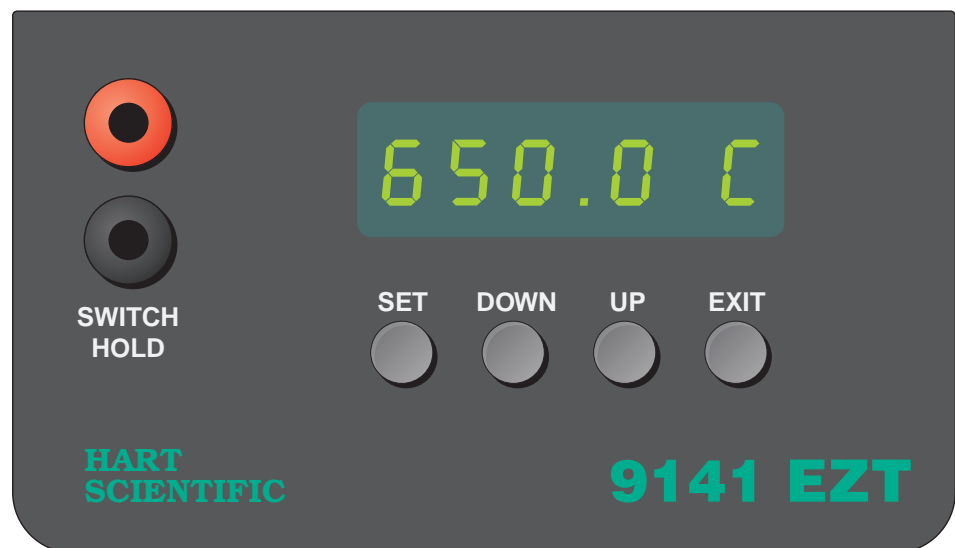 650.0 C
SET DOWN UP EXIT
SWITCH
HOLD
HART
SCIENTIFIC
9141 EZT